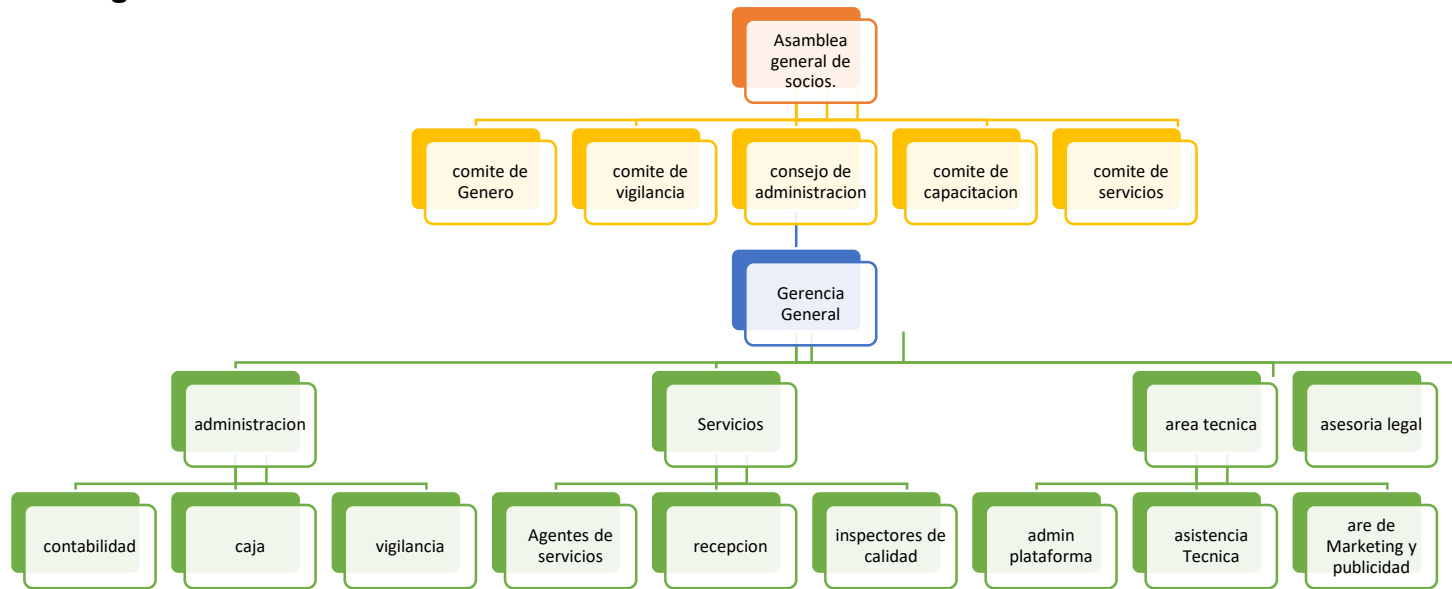 Asamblea
general de
socios.
comite de
Genero
comite de
vigilancia
consejo de
administracion
comite de
capacitacion
comite de
servicios
Gerencia
General
administracion
Servicios
area tecnica
asesoria legal
contabilidad
caja
vigilancia
Agentes de
servicios
recepcion
inspectores de
calidad
admin
plataforma
asistencia
Tecnica
are de
Marketing y
publicidad